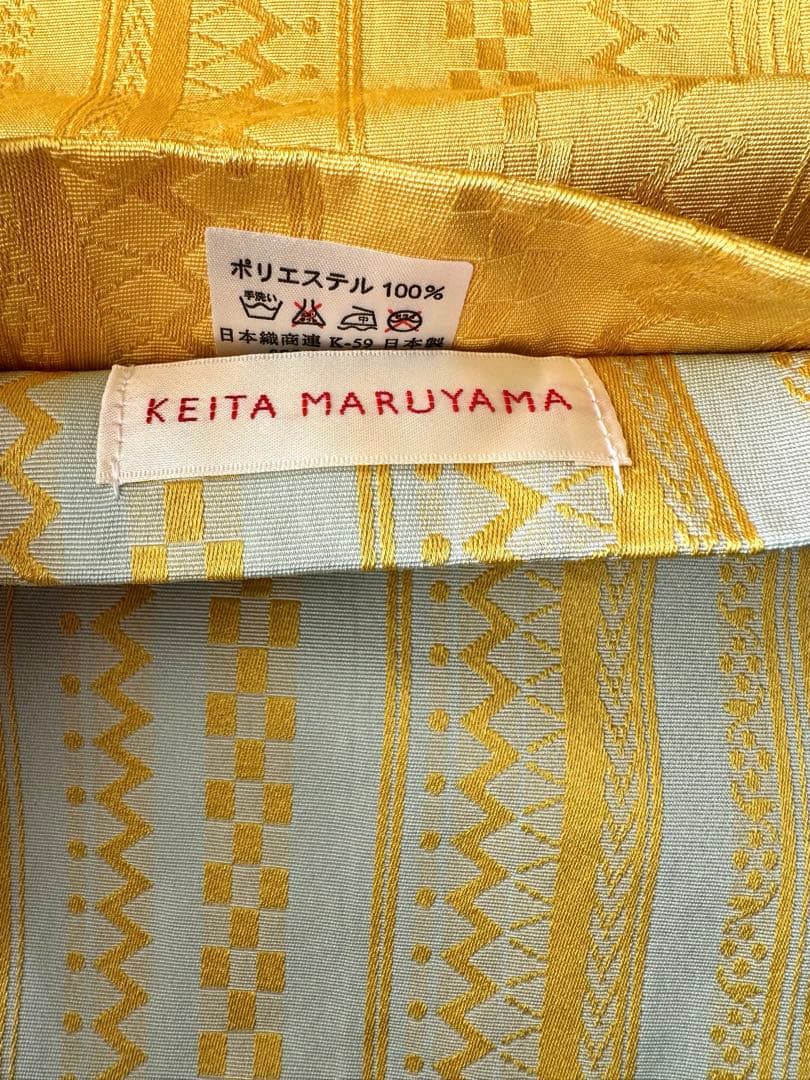 ポリエステル 100%
手洗い 中
日本織商連 K-59 日本製
KEITA MARUYAMA